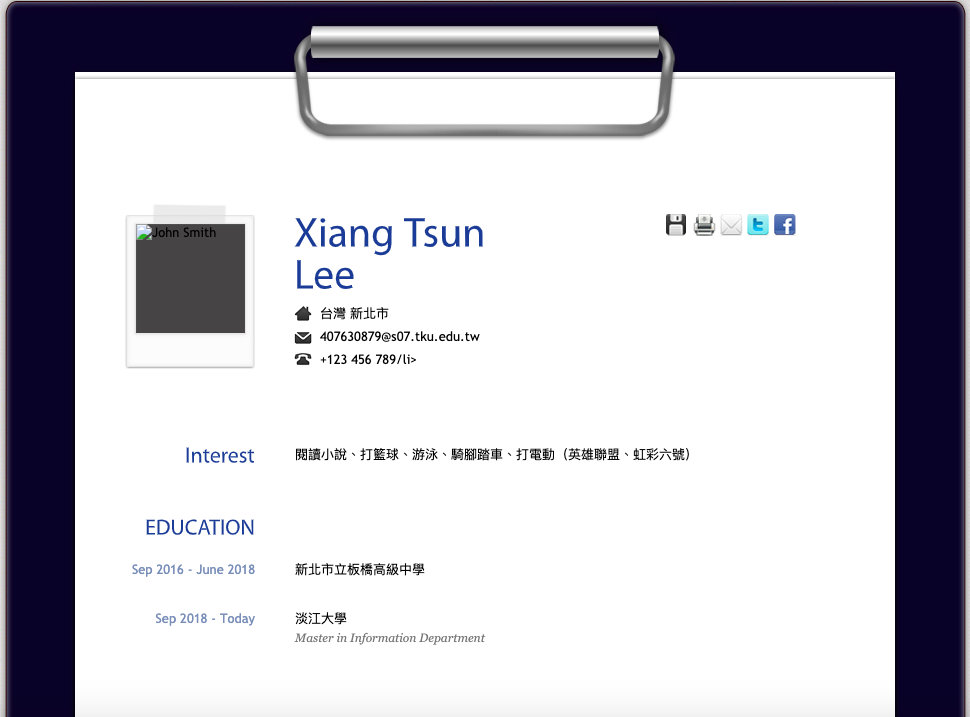 John Smith
Xiang Tsun
Lee
台灣 新北市
407630879@s07.tku.edu.tw
+123 456 789/li>
Interest
閱讀小說、打籃球、游泳、騎腳踏車、打電動（英雄聯盟、虹彩六號）
EDUCATION
Sep 2016 - June 2018
新北市立板橋高級中學
Sep 2018 - Today
淡江大學
Master in Information Department